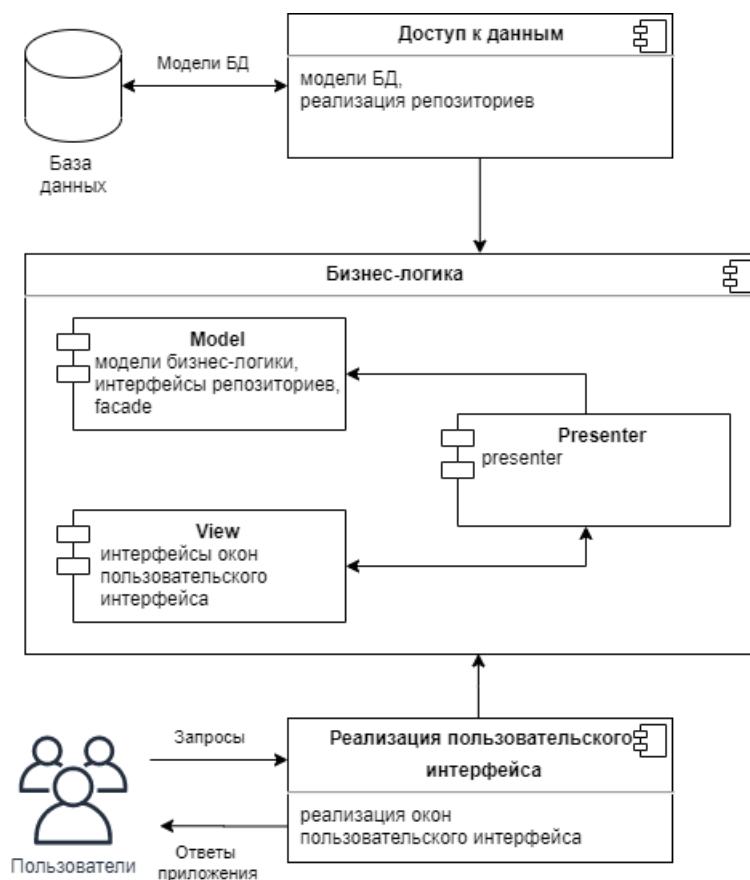 Доступ к данным
Модели БД
модели БД,
реализация репозиториев
База
данных
Бизнес-логика
Model
модели бизнес-логики,
интерфейсы репозиториев,
facade
Presenter
presenter
View
интерфейсы окон
пользовательского
интерфейса
Запросы
Реализация пользовательского
интерфейса
реализация окон
пользовательского интерфейса
Ответы
приложения
Пользователи